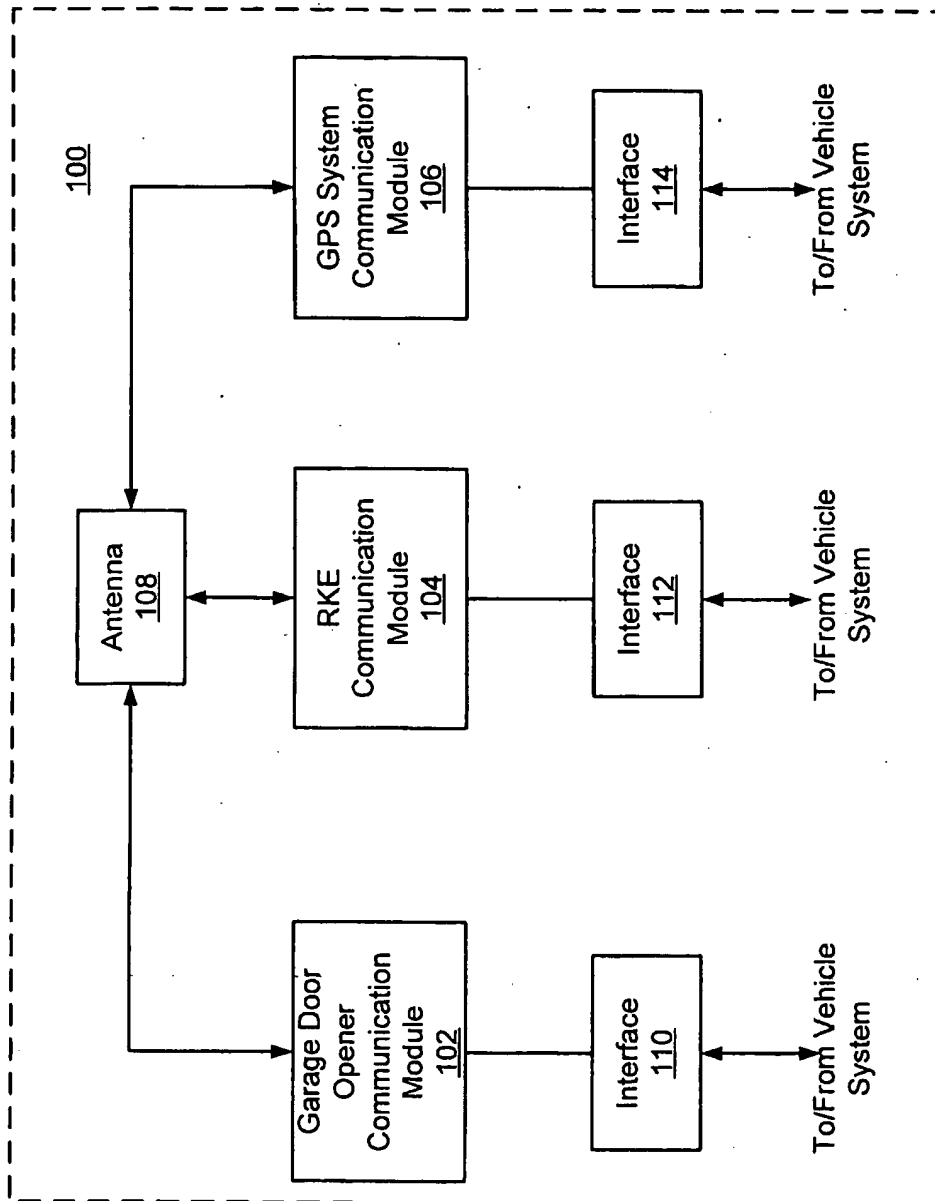 100
Antenna
108
Garage Door
Opener
Communication
Module
102
RKE
Communication
Module
104
GPS System
Communication
Module
106
Interface
110
Interface
112
Interface
114
To/From Vehicle
System
To/From Vehicle
System
To/From Vehicle
System